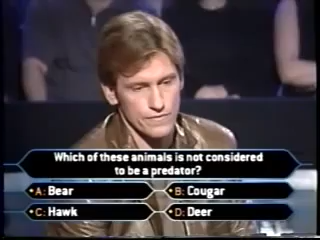 Which of these animals is not considered
to be a predator?
A: Bear
B: Cougar
C: Hawk
D: Deer